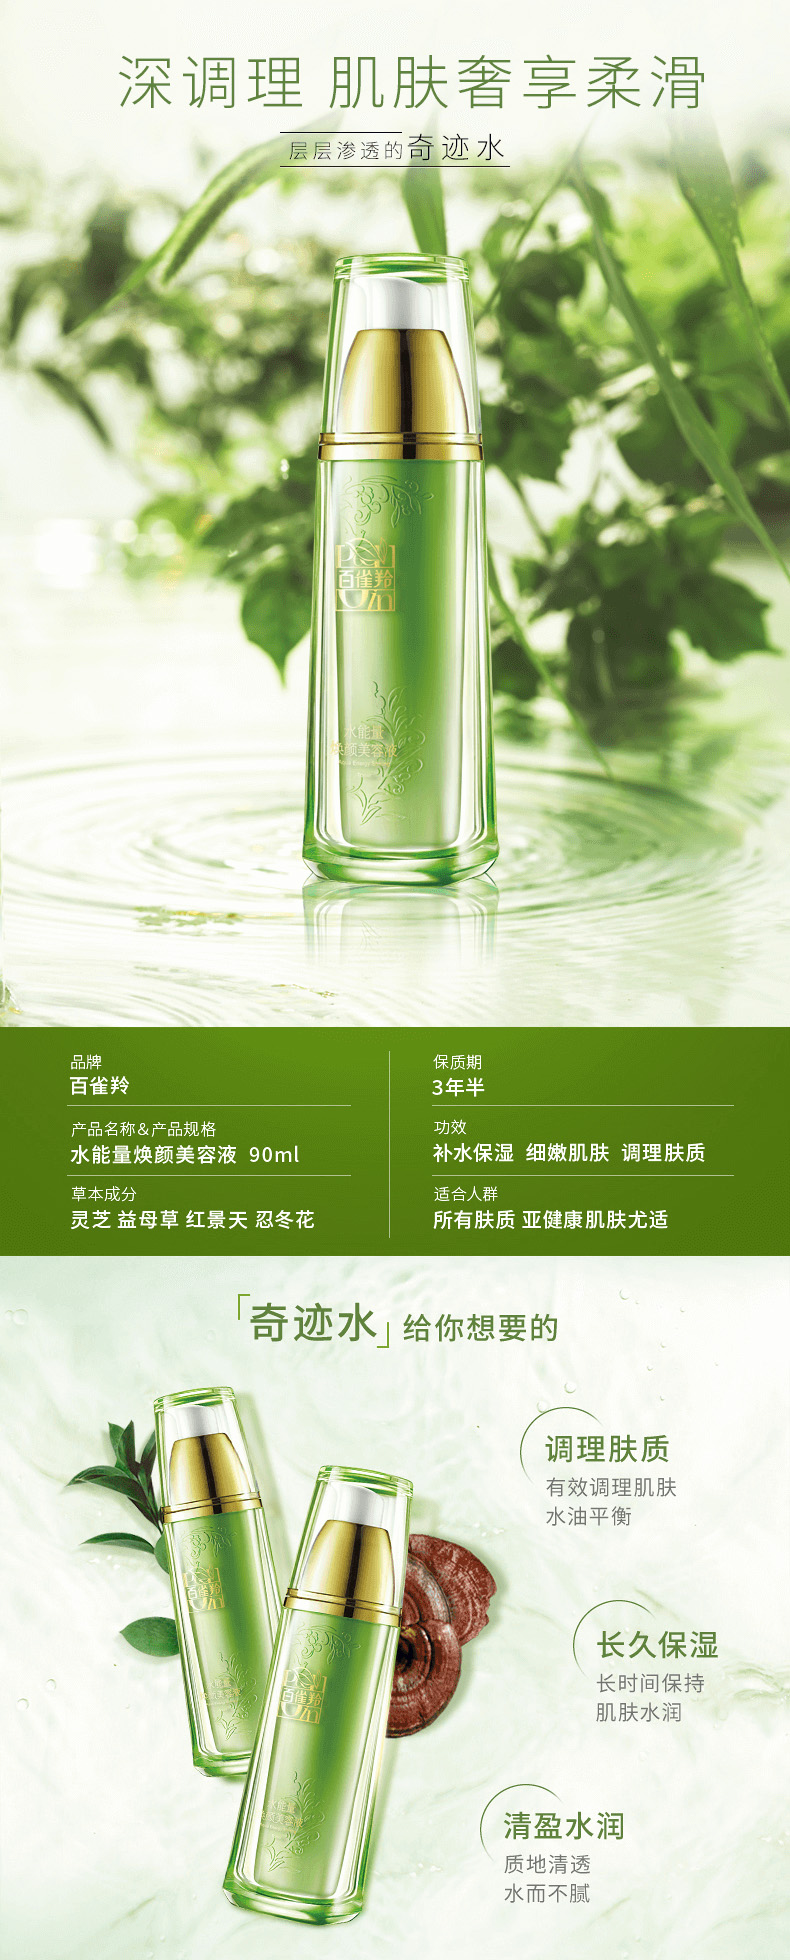 深调理 肌肤奢享柔滑
层层渗透的奇迹水
百雀羚
水能量
焕颜美容液
品牌
百雀羚
产品名称&产品规格
水能量焕颜美容液 90ml
草本成分
灵芝 益母草 红景天 忍冬花
保质期
3年半
功效
补水保湿 细嫩肌肤 调理肤质
适合人群
所有肤质 亚健康肌肤尤适
「奇迹水」给你想要的
调理肤质
有效调理肌肤
水油平衡
长久保湿
长时间保持
肌肤水润
清盈水润
质地清透
水而不腻
百雀羚
百雀羚